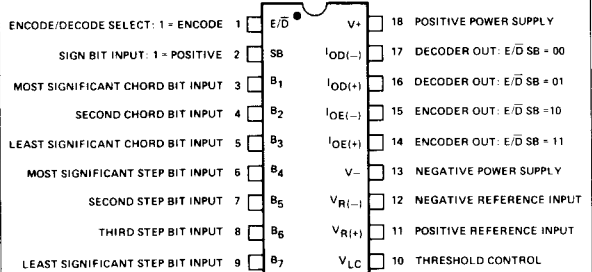 ENCODE/DECODE SELECT: 1 = ENCODE 1 E/D̅ V+ 18 POSITIVE POWER SUPPLY
SIGN BIT INPUT: 1 = POSITIVE 2 SB IOD(−) 17 DECODER OUT: E/D̅ SB = 00
MOST SIGNIFICANT CHORD BIT INPUT 3 B1 IOD(+) 16 DECODER OUT: E/D̅ SB = 01
SECOND CHORD BIT INPUT 4 B2 IOE(−) 15 ENCODER OUT: E/D̅ SB =10
LEAST SIGNIFICANT CHORD BIT INPUT 5 B3 IOE(+) 14 ENCODER OUT: E/D̅ SB = 11
MOST SIGNIFICANT STEP BIT INPUT 6 B4 V− 13 NEGATIVE POWER SUPPLY
SECOND STEP BIT INPUT 7 B5 VR(−) 12 NEGATIVE REFERENCE INPUT
THIRD STEP BIT INPUT 8 B6 VR(+) 11 POSITIVE REFERENCE INPUT
LEAST SIGNIFICANT STEP BIT INPUT 9 B7 VLC 10 THRESHOLD CONTROL